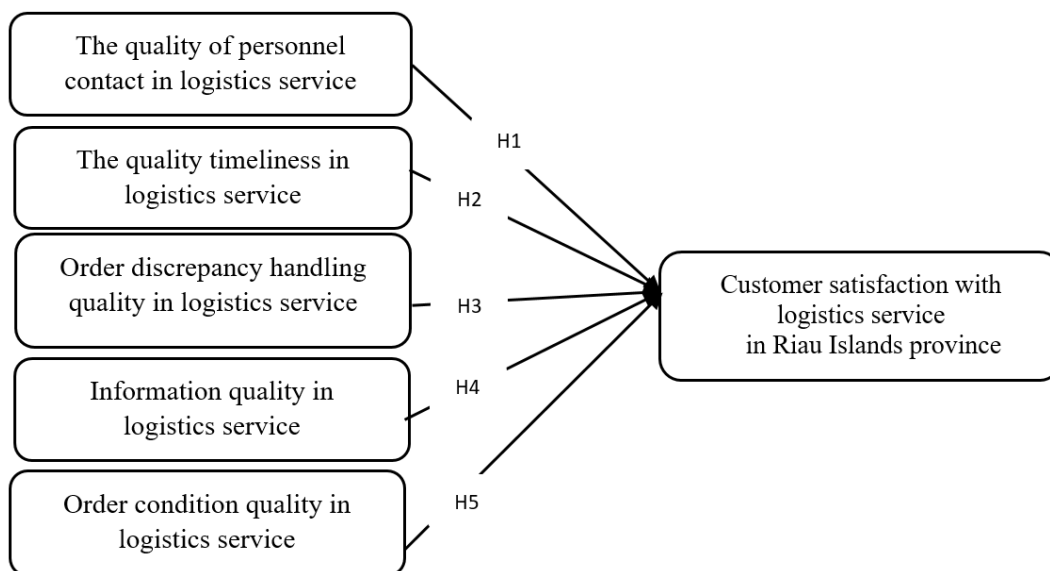 The quality of personnel
contact in logistics service
H1
The quality timeliness in
logistics service
H2
Order discrepancy handling
quality in logistics service
H3
Information quality in
logistics service
H4
Order condition quality in
logistics service
H5
Customer satisfaction with
logistics service
in Riau Islands province